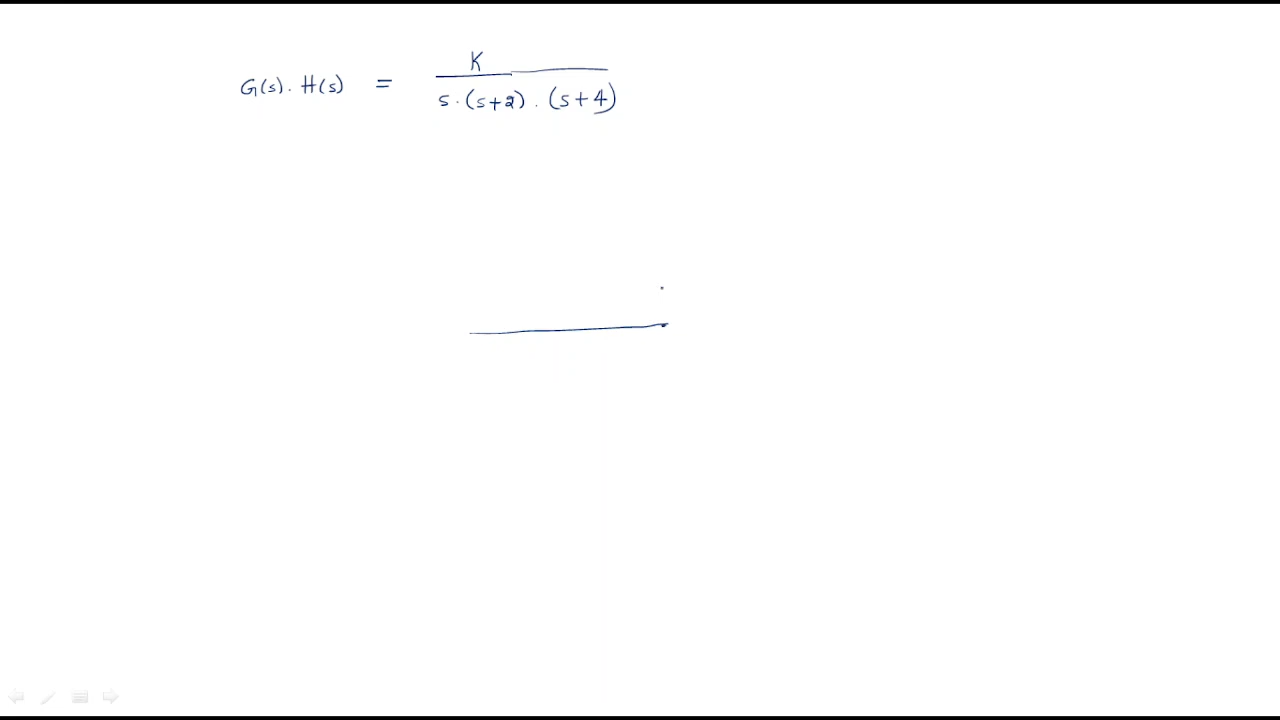 G(s). H(s) = K / s.(s+2).(s+4)